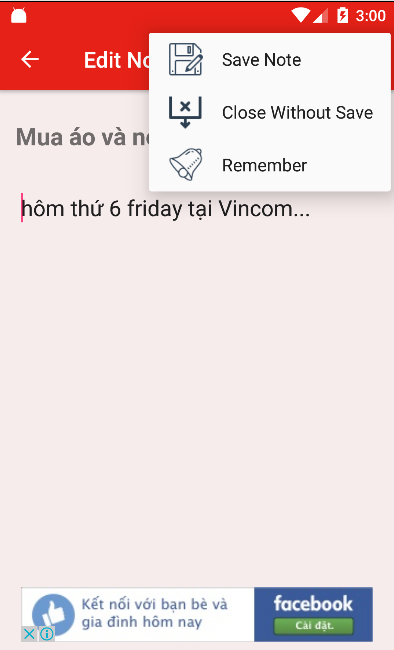 3:00
Edit No
Save Note
Close Without Save
Remember
Mua áo và
hôm thứ 6 friday tại Vincom...
Kết nối với bạn bè và
gia đình hôm nay
facebook
Cài đặt.